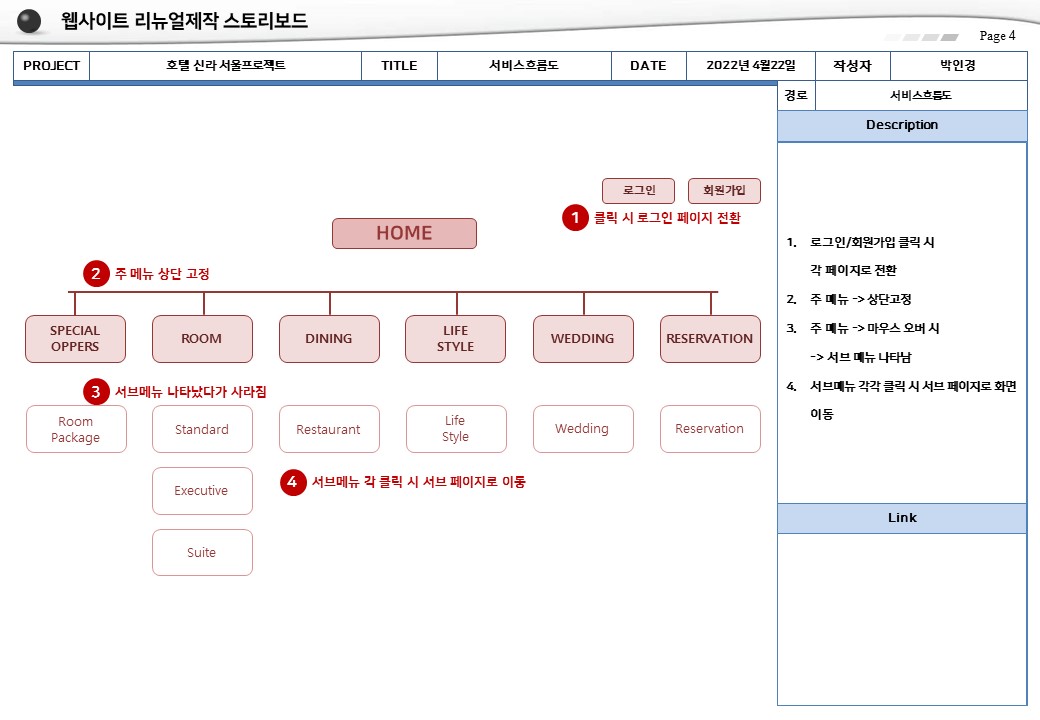 웹사이트 리뉴얼제작 스토리보드
Page 4
PROJECT 호텔 신라 서울프로젝트 TITLE 서비스흐름도 DATE 2022년 4월22일 작성자 박인경
경로 서비스흐름도
Description
로그인 회원가입
1 클릭 시 로그인 페이지 전환
HOME
2 주 메뉴 상단 고정
SPECIAL
OPPERS
ROOM
DINING
LIFE
STYLE
WEDDING
RESERVATION
3 서브메뉴 나타났다가 사라짐
Room
Package
Standard
Restaurant
Life
Style
Wedding
Reservation
Executive
4 서브메뉴 각 클릭 시 서브 페이지로 이동
Suite
1. 로그인/회원가입 클릭 시
각 페이지로 전환
2. 주 메뉴 -> 상단고정
3. 주 메뉴 -> 마우스 오버 시
-> 서브 메뉴 나타남
4. 서브메뉴 각각 클릭 시 서브 페이지로 화면
이동
Link